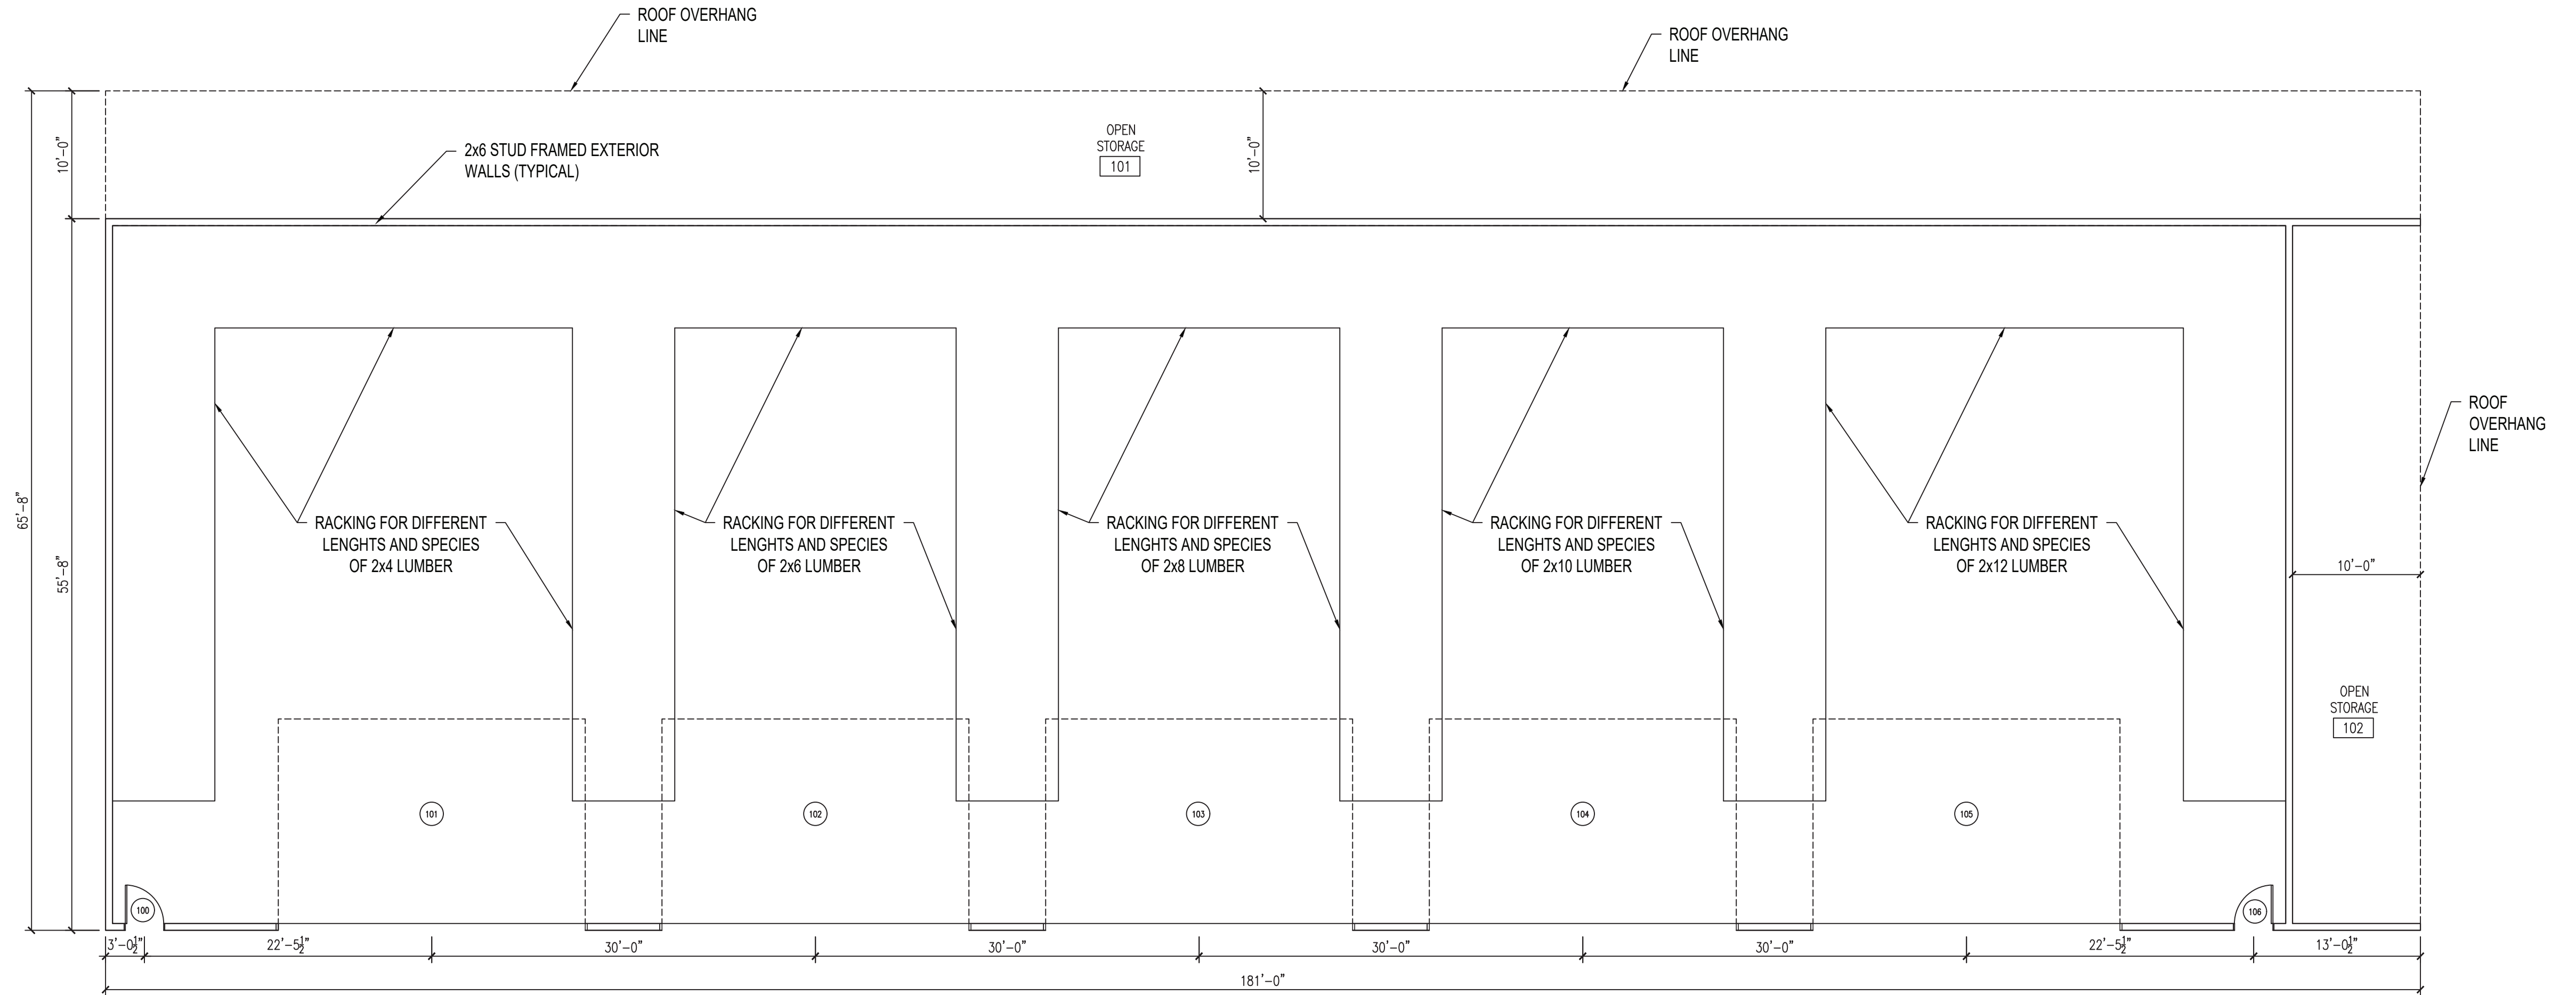 ROOF OVERHANG
LINE
ROOF OVERHANG
LINE
10'-0"
2x6 STUD FRAMED EXTERIOR
WALLS (TYPICAL)
OPEN
STORAGE
101
10'-0"
65'-8"
55'-8"
ROOF
OVERHANG
LINE
RACKING FOR DIFFERENT
LENGHTS AND SPECIES
OF 2x4 LUMBER
RACKING FOR DIFFERENT
LENGHTS AND SPECIES
OF 2x6 LUMBER
RACKING FOR DIFFERENT
LENGHTS AND SPECIES
OF 2x8 LUMBER
RACKING FOR DIFFERENT
LENGHTS AND SPECIES
OF 2x10 LUMBER
RACKING FOR DIFFERENT
LENGHTS AND SPECIES
OF 2x12 LUMBER
10'-0"
OPEN
STORAGE
102
101
102
103
104
105
100
106
3'-0½"
22'-5½"
30'-0"
30'-0"
30'-0"
30'-0"
22'-5½"
13'-0½"
181'-0"